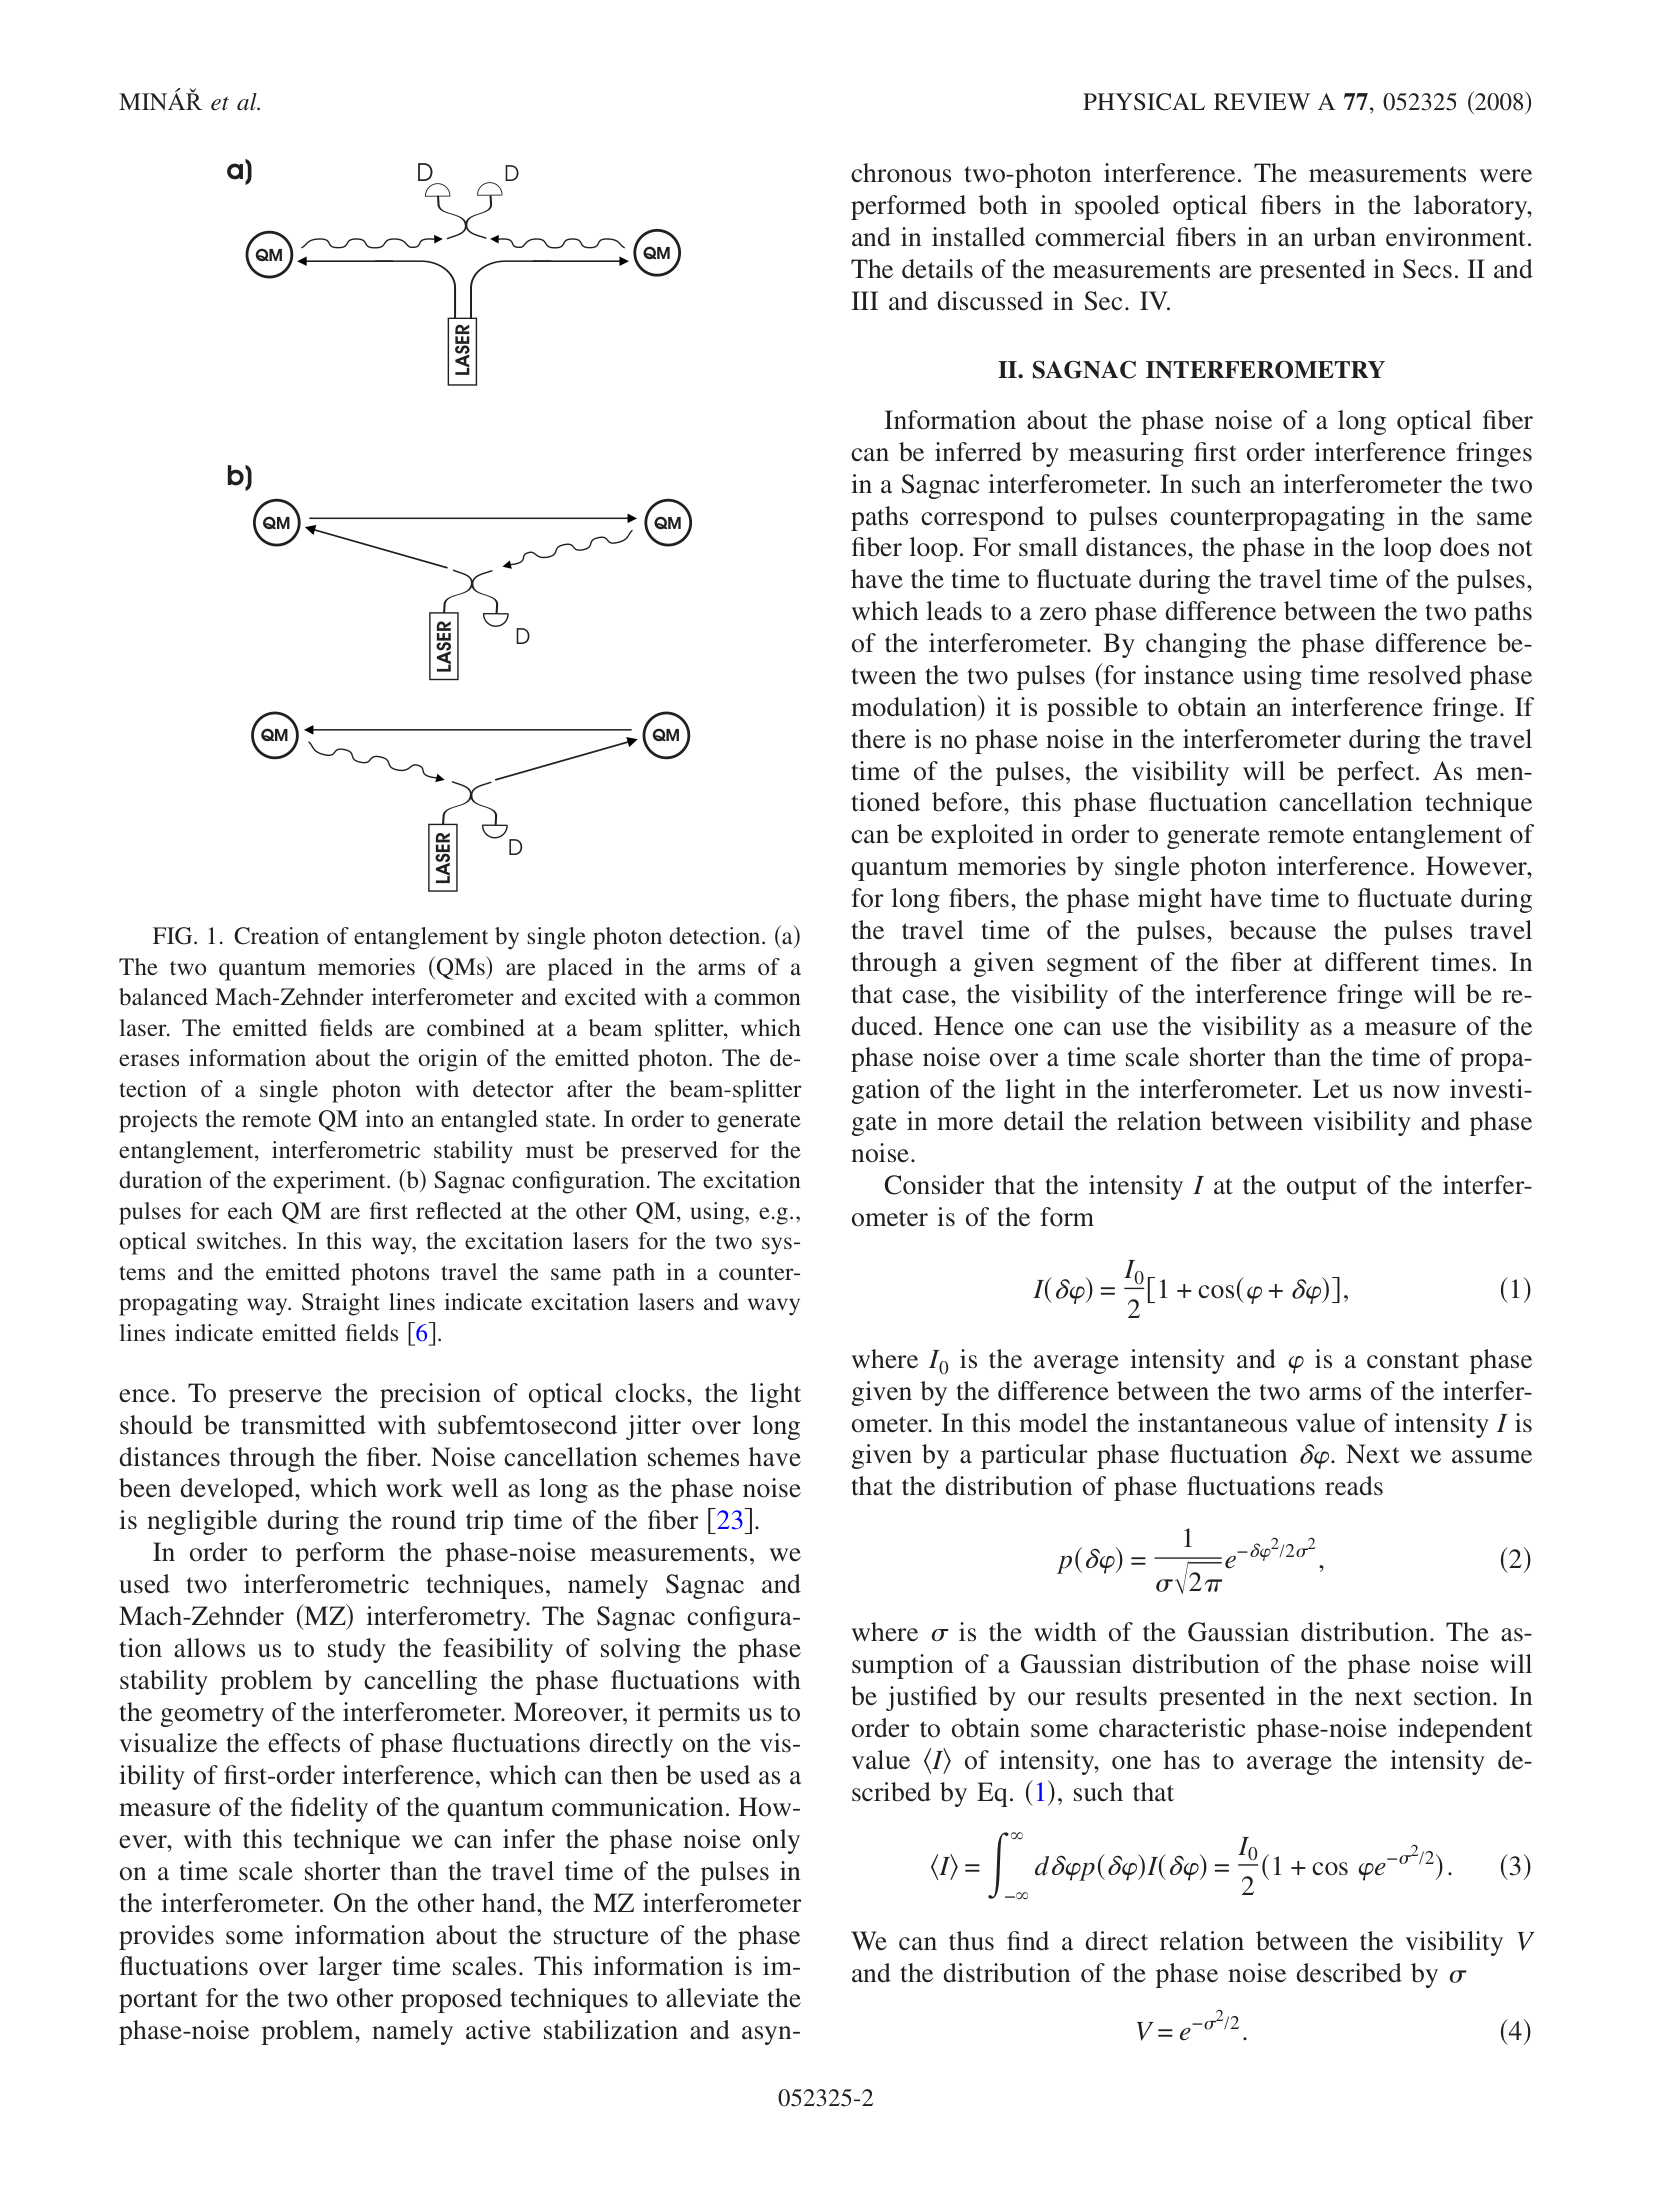 MINÁŘ et al.
PHYSICAL REVIEW A 77, 052325 (2008)
a)
D
D
QM
QM
LASER
b)
QM
QM
LASER
D
QM
QM
LASER
D
FIG. 1. Creation of entanglement by single photon detection. (a)
The two quantum memories (QMs) are placed in the arms of a
balanced Mach-Zehnder interferometer and excited with a common
laser. The emitted fields are combined at a beam splitter, which
erases information about the origin of the emitted photon. The de-
tection of a single photon with detector after the beam-splitter
projects the remote QM into an entangled state. In order to generate
entanglement, interferometric stability must be preserved for the
duration of the experiment. (b) Sagnac configuration. The excitation
pulses for each QM are first reflected at the other QM, using, e.g.,
optical switches. In this way, the excitation lasers for the two sys-
tems and the emitted photons travel the same path in a counter-
propagating way. Straight lines indicate excitation lasers and wavy
lines indicate emitted fields [6].
ence. To preserve the precision of optical clocks, the light
should be transmitted with subfemtosecond jitter over long
distances through the fiber. Noise cancellation schemes have
been developed, which work well as long as the phase noise
is negligible during the round trip time of the fiber [23].
In order to perform the phase-noise measurements, we
used two interferometric techniques, namely Sagnac and
Mach-Zehnder (MZ) interferometry. The Sagnac configura-
tion allows us to study the feasibility of solving the phase
stability problem by cancelling the phase fluctuations with
the geometry of the interferometer. Moreover, it permits us to
visualize the effects of phase fluctuations directly on the vis-
ibility of first-order interference, which can then be used as a
measure of the fidelity of the quantum communication. How-
ever, with this technique we can infer the phase noise only
on a time scale shorter than the travel time of the pulses in
the interferometer. On the other hand, the MZ interferometer
provides some information about the structure of the phase
fluctuations over larger time scales. This information is im-
portant for the two other proposed techniques to alleviate the
phase-noise problem, namely active stabilization and asyn-
chronous two-photon interference. The measurements were
performed both in spooled optical fibers in the laboratory,
and in installed commercial fibers in an urban environment.
The details of the measurements are presented in Secs. II and
III and discussed in Sec. IV.
II. SAGNAC INTERFEROMETRY
Information about the phase noise of a long optical fiber
can be inferred by measuring first order interference fringes
in a Sagnac interferometer. In such an interferometer the two
paths correspond to pulses counterpropagating in the same
fiber loop. For small distances, the phase in the loop does not
have the time to fluctuate during the travel time of the pulses,
which leads to a zero phase difference between the two paths
of the interferometer. By changing the phase difference be-
tween the two pulses (for instance using time resolved phase
modulation) it is possible to obtain an interference fringe. If
there is no phase noise in the interferometer during the travel
time of the pulses, the visibility will be perfect. As men-
tioned before, this phase fluctuation cancellation technique
can be exploited in order to generate remote entanglement of
quantum memories by single photon interference. However,
for long fibers, the phase might have time to fluctuate during
the travel time of the pulses, because the pulses travel
through a given segment of the fiber at different times. In
that case, the visibility of the interference fringe will be re-
duced. Hence one can use the visibility as a measure of the
phase noise over a time scale shorter than the time of propa-
gation of the light in the interferometer. Let us now investi-
gate in more detail the relation between visibility and phase
noise.
Consider that the intensity I at the output of the interfer-
ometer is of the form
I(δφ) = I₀/2 [1 + cos(φ + δφ)], (1)
where I₀ is the average intensity and φ is a constant phase
given by the difference between the two arms of the interfer-
ometer. In this model the instantaneous value of intensity I is
given by a particular phase fluctuation δφ. Next we assume
that the distribution of phase fluctuations reads
p(δφ) = 1/(σ√2π) e^{−δφ²/2σ²}, (2)
where σ is the width of the Gaussian distribution. The as-
sumption of a Gaussian distribution of the phase noise will
be justified by our results presented in the next section. In
order to obtain some characteristic phase-noise independent
value ⟨I⟩ of intensity, one has to average the intensity de-
scribed by Eq. (1), such that
⟨I⟩ = ∫_{−∞}^{∞} dδφp(δφ)I(δφ) = I₀/2 (1 + cos φe^{−σ²/2}). (3)
We can thus find a direct relation between the visibility V
and the distribution of the phase noise described by σ
V = e^{−σ²/2}. (4)
052325-2